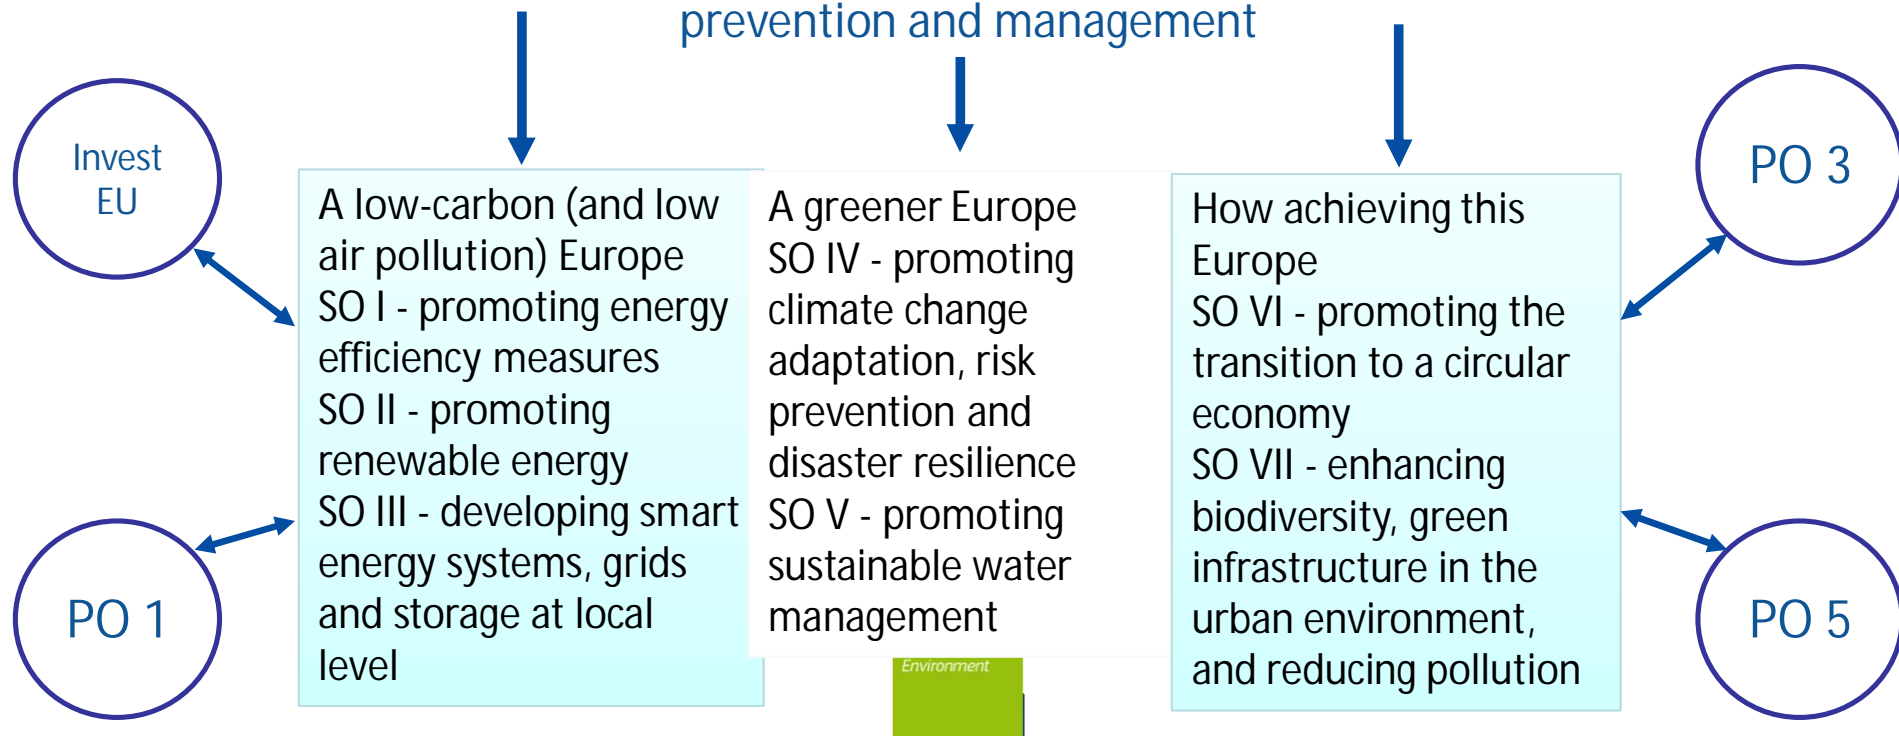 prevention and management
Invest
EU
PO 1
A low-carbon (and low
air pollution) Europe
SO I - promoting energy
efficiency measures
SO II - promoting
renewable energy
SO III - developing smart
energy systems, grids
and storage at local
level
A greener Europe
SO IV - promoting
climate change
adaptation, risk
prevention and
disaster resilience
SO V - promoting
sustainable water
management
Environment
How achieving this
Europe
SO VI - promoting the
transition to a circular
economy
SO VII - enhancing
biodiversity, green
infrastructure in the
urban environment,
and reducing pollution
PO 3
PO 5